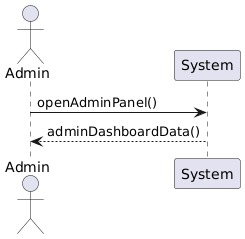 Admin
System
openAdminPanel()
adminDashboardData()
Admin
System